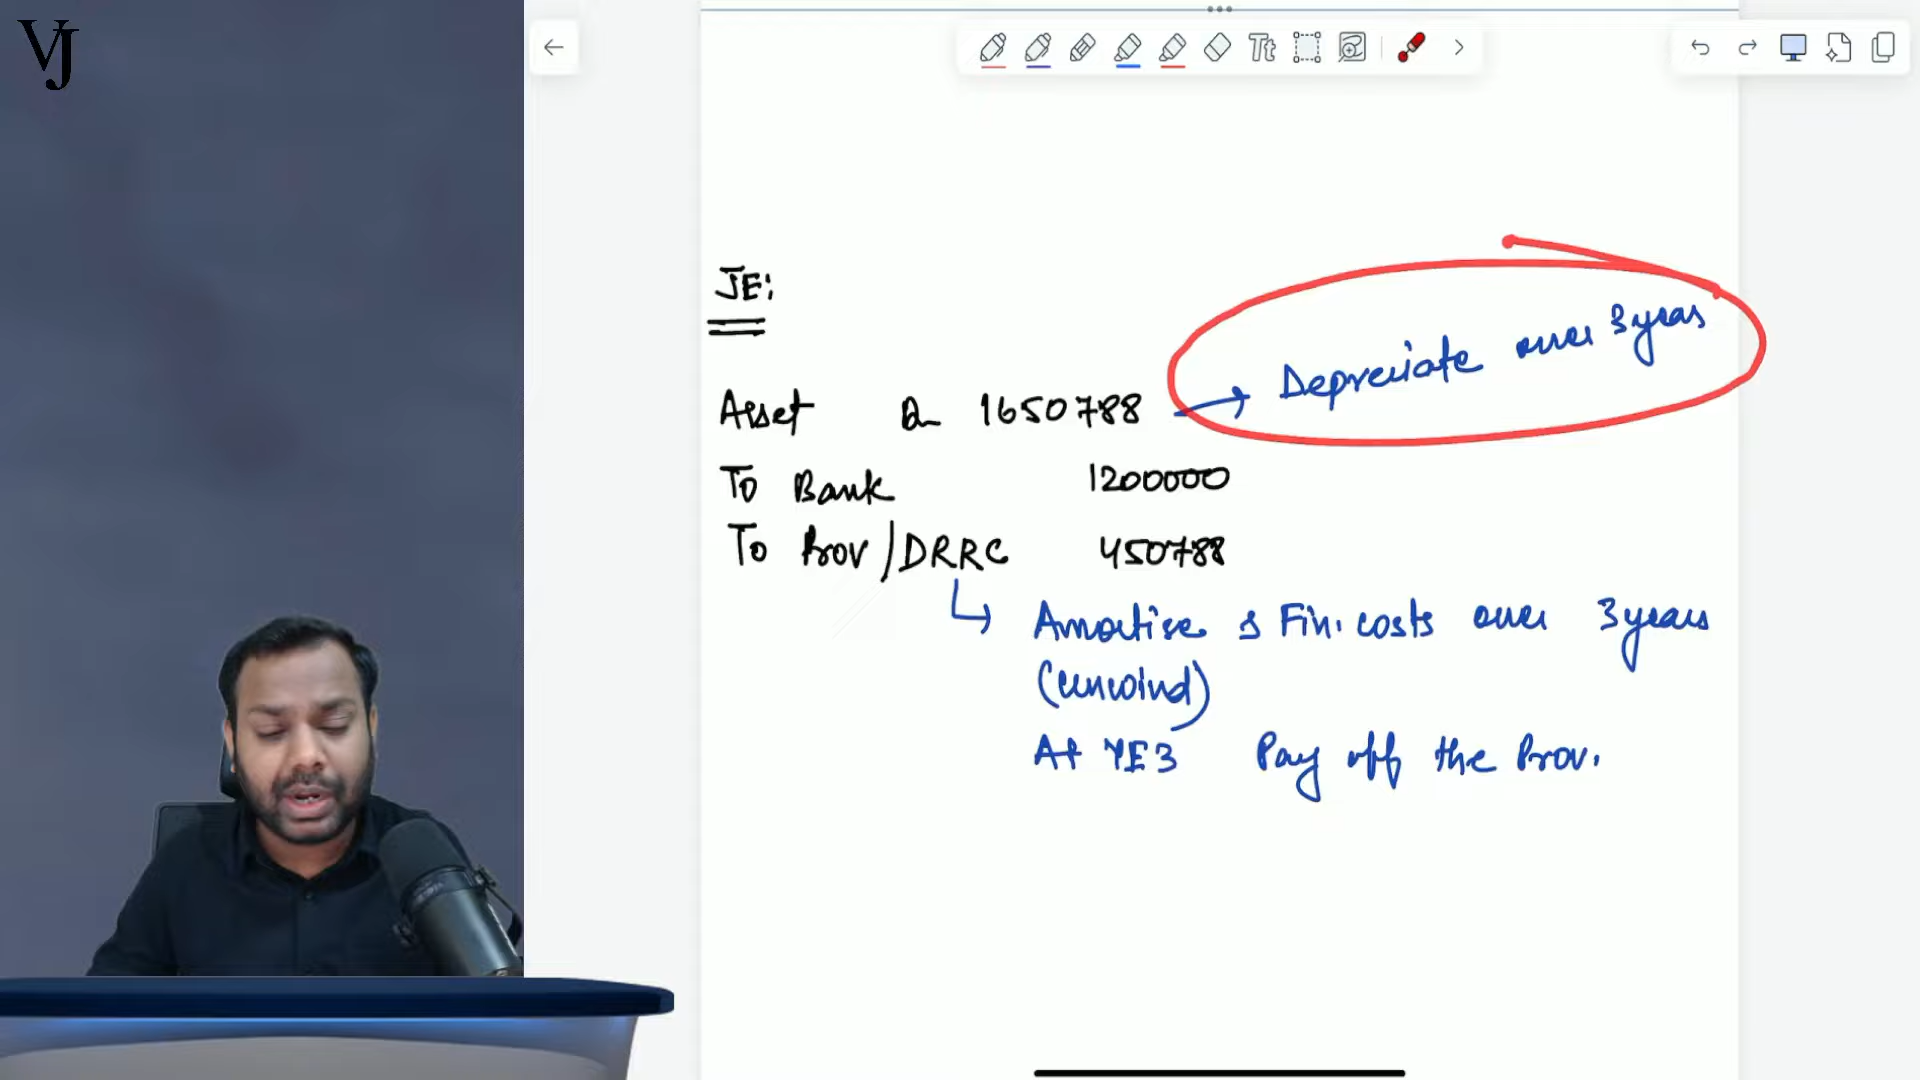 VJ
Tt
JE:
Asset Dr 1650788 → Depreciate over 3 years
To Bank 1200000
To Prov/DRRC 450788
Amortise & Fin. costs over 3 years
(unwind)
At YE3 Pay off the Prov.